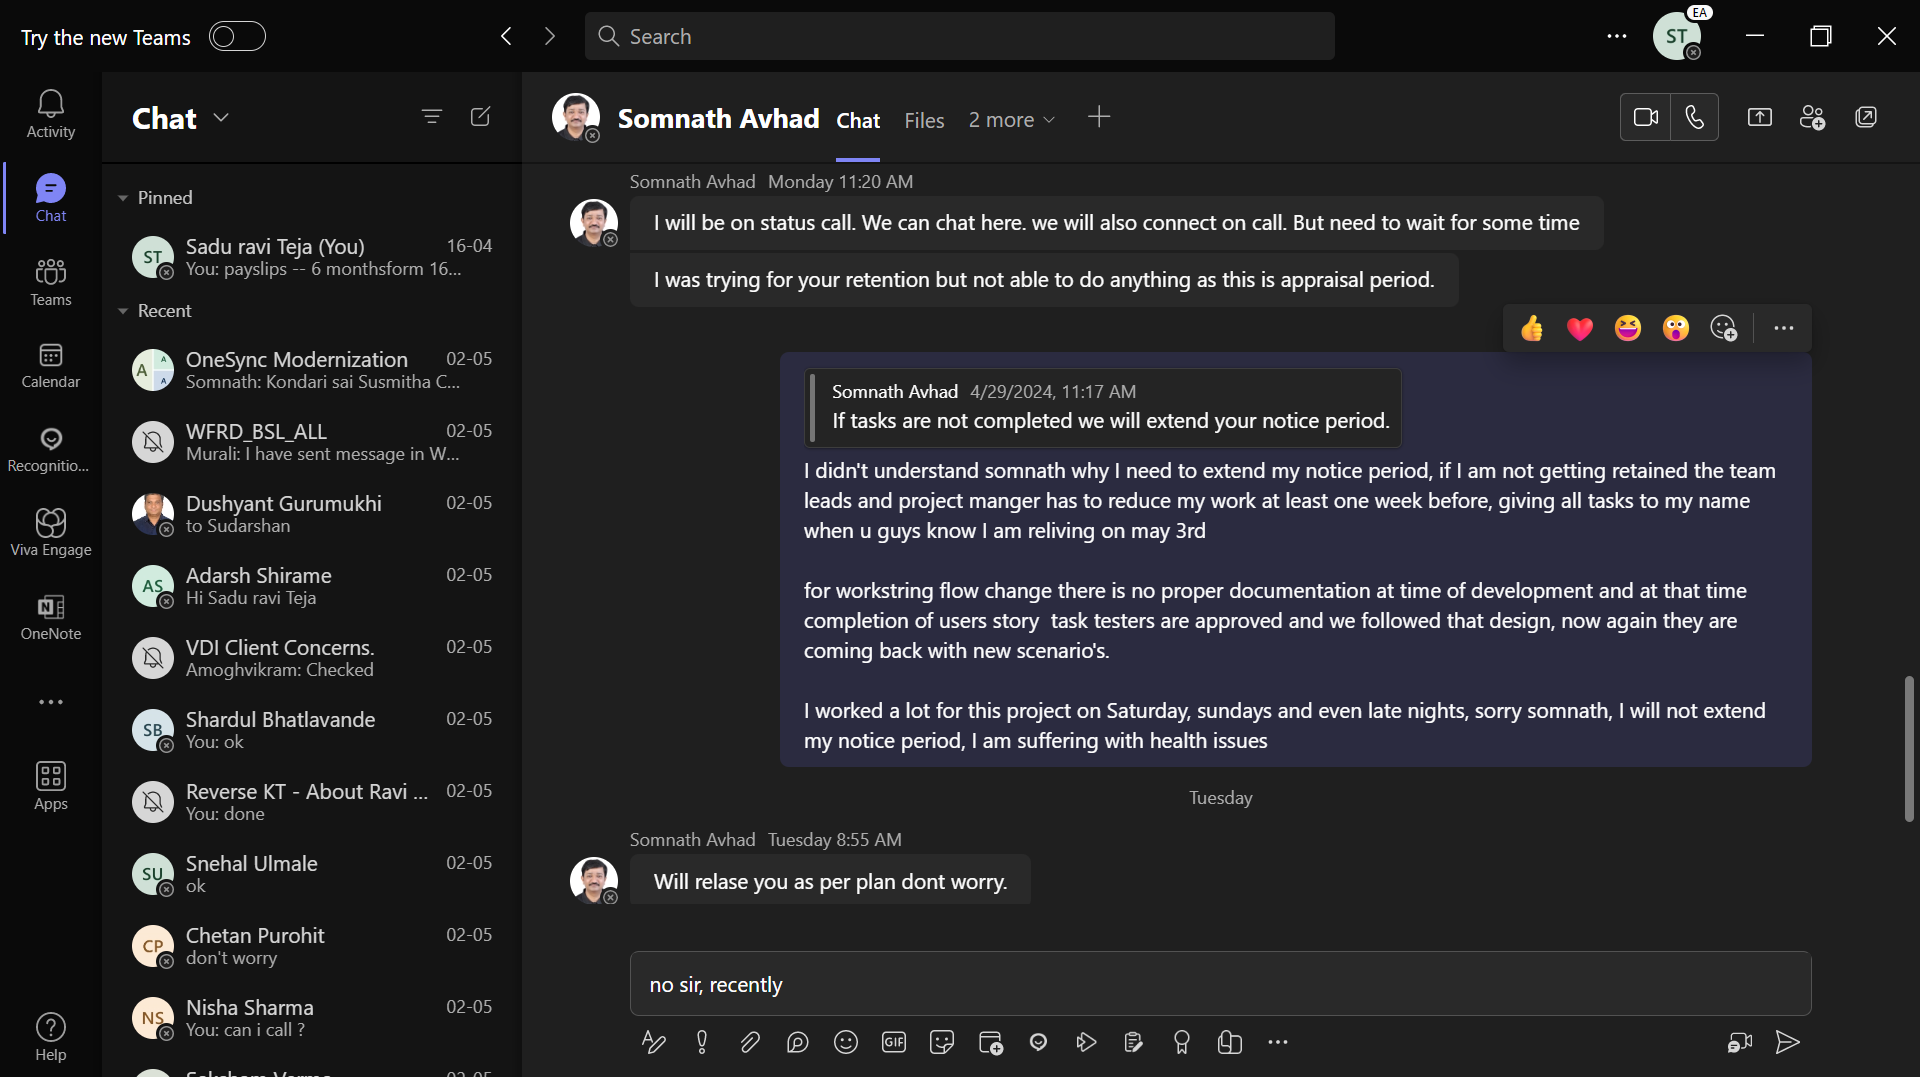 Try the new Teams
Search
EA
ST
Activity
Chat
Teams
Calendar
Recognitio...
Viva Engage
OneNote
Apps
Help
Chat
Pinned
ST
Sadu ravi Teja (You)
16-04
You: payslips -- 6 monthsform 16...
Recent
A
A
A
OneSync Modernization
02-05
Somnath: Kondari sai Susmitha C...
WFRD_BSL_ALL
02-05
Murali: I have sent message in W...
Dushyant Gurumukhi
02-05
to Sudarshan
AS
Adarsh Shirame
02-05
Hi Sadu ravi Teja
VDI Client Concerns.
02-05
Amoghvikram: Checked
SB
Shardul Bhatlavande
02-05
You: ok
Reverse KT - About Ravi ...
02-05
You: done
SU
Snehal Ulmale
02-05
ok
CP
Chetan Purohit
02-05
don't worry
NS
Nisha Sharma
02-05
You: can i call ?
Somnath Avhad
Chat
Files
2 more
Somnath Avhad Monday 11:20 AM
I will be on status call. We can chat here. we will also connect on call. But need to wait for some time
I was trying for your retention but not able to do anything as this is appraisal period.
Somnath Avhad 4/29/2024, 11:17 AM
If tasks are not completed we will extend your notice period.
I didn't understand somnath why I need to extend my notice period, if I am not getting retained the team
leads and project manger has to reduce my work at least one week before, giving all tasks to my name
when u guys know I am reliving on may 3rd
for workstring flow change there is no proper documentation at time of development and at that time
completion of users story task testers are approved and we followed that design, now again they are
coming back with new scenario's.
I worked a lot for this project on Saturday, sundays and even late nights, sorry somnath, I will not extend
my notice period, I am suffering with health issues
Tuesday
Somnath Avhad Tuesday 8:55 AM
Will relase you as per plan dont worry.
no sir, recently
GIF